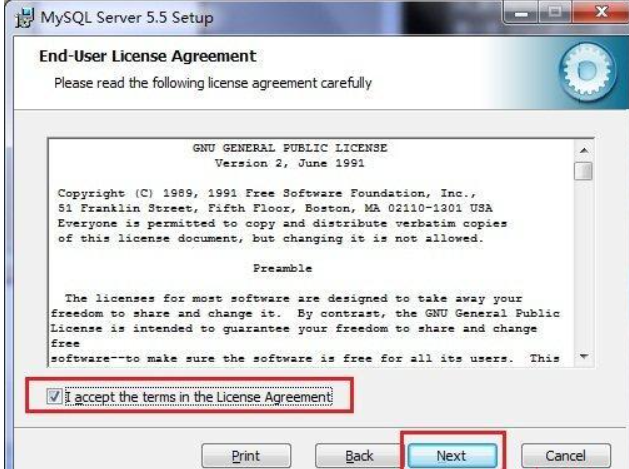 MySQL Server 5.5 Setup
End-User License Agreement
Please read the following license agreement carefully
GNU GENERAL PUBLIC LICENSE
Version 2, June 1991
Copyright (C) 1989, 1991 Free Software Foundation, Inc.,
51 Franklin Street, Fifth Floor, Boston, MA 02110-1301 USA
Everyone is permitted to copy and distribute verbatim copies
of this license document, but changing it is not allowed.
Preamble
The licenses for most software are designed to take away your
freedom to share and change it. By contrast, the GNU General Public
License is intended to guarantee your freedom to share and change
free
software--to make sure the software is free for all its users. This
I accept the terms in the License Agreement
Print Back Next Cancel